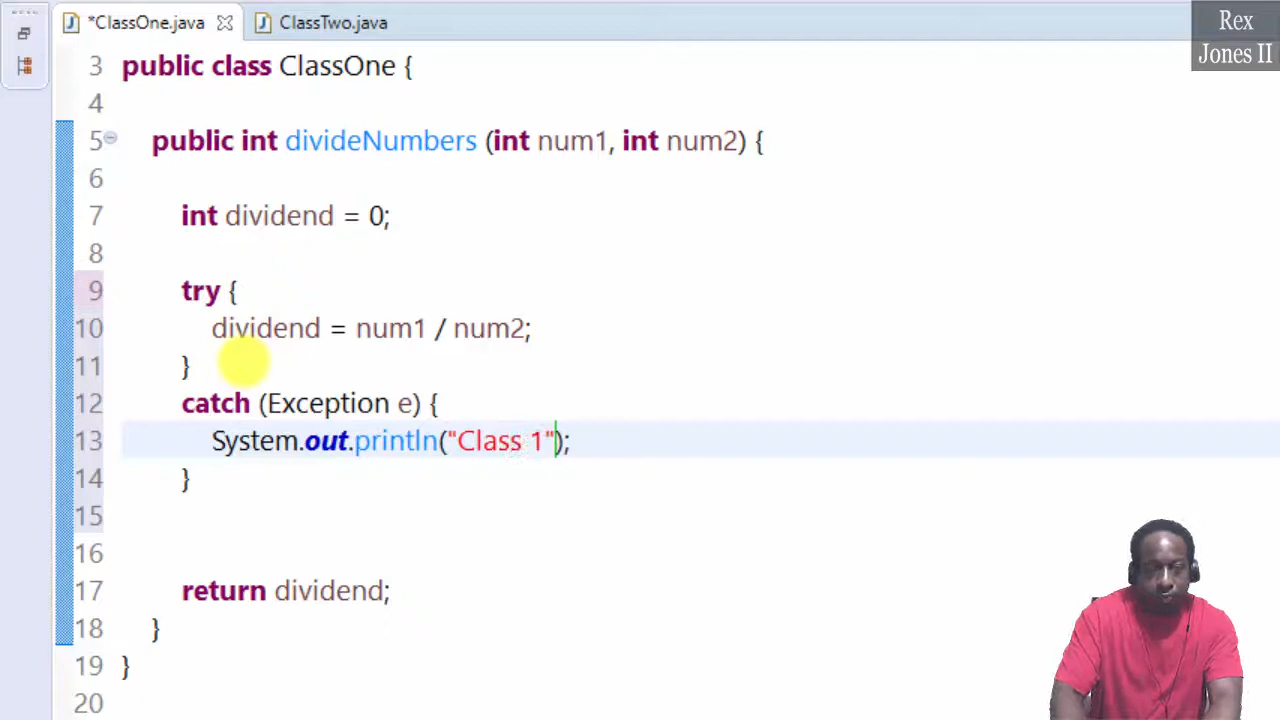 *ClassOne.java ClassTwo.java
Rex
Jones II
3 public class ClassOne {
4
5 public int divideNumbers (int num1, int num2) {
6
7 int dividend = 0;
8
9 try {
10 dividend = num1 / num2;
11 }
12 catch (Exception e) {
13 System.out.println("Class 1");
14 }
15
16
17 return dividend;
18 }
19 }
20